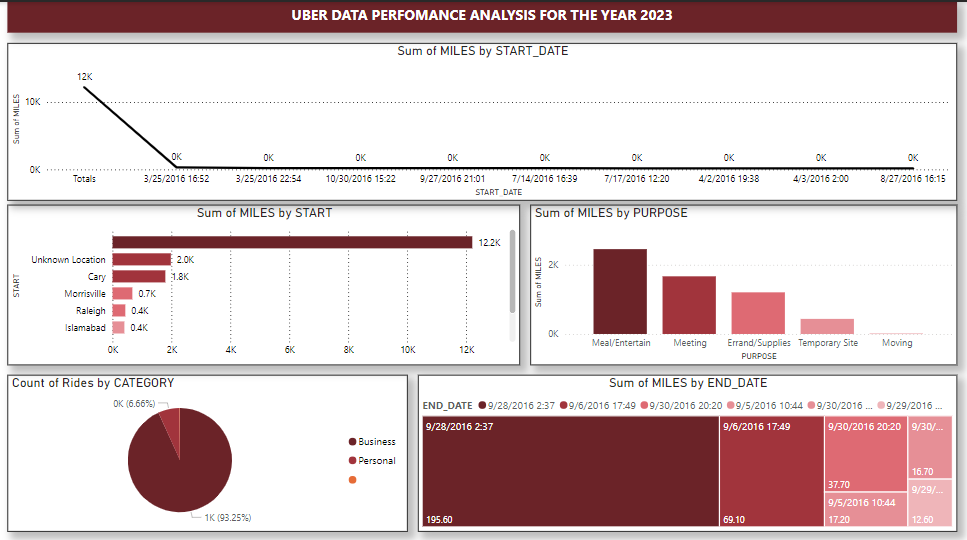 UBER DATA PERFOMANCE ANALYSIS FOR THE YEAR 2023
Sum of MILES by START_DATE
Sum of MILES
10K
0K
12K
0K 0K 0K 0K 0K 0K 0K 0K 0K
Totals 3/25/2016 16:52 3/25/2016 22:54 10/30/2016 15:22 9/27/2016 21:01 7/14/2016 16:39 7/17/2016 12:20 4/2/2016 19:38 4/3/2016 2:00 8/27/2016 16:15
START_DATE
Sum of MILES by START
START
12.2K
Unknown Location 2.0K
Cary 1.8K
Morrisville 0.7K
Raleigh 0.4K
Islamabad 0.4K
0K 2K 4K 6K 8K 10K 12K
Sum of MILES by PURPOSE
Sum of MILES
2K
0K
Meal/Entertain Meeting Errand/Supplies Temporary Site Moving
PURPOSE
Count of Rides by CATEGORY
0K (6.66%)
1K (93.25%)
Business
Personal
Sum of MILES by END_DATE
END_DATE 9/28/2016 2:37 9/6/2016 17:49 9/30/2016 20:20 9/5/2016 10:44 9/30/2016 ... 9/29/2016 ...
9/28/2016 2:37
195.60
9/6/2016 17:49
69.10
9/30/2016 20:20
37.70
9/5/2016 10:44
17.20
9/30/...
16.70
9/29/...
12.60